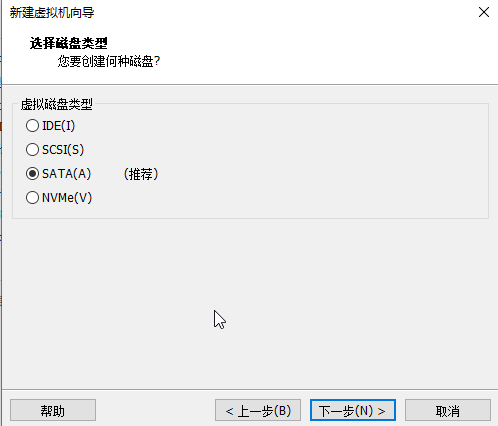 新建虚拟机向导
选择磁盘类型
您要创建何种磁盘?
虚拟磁盘类型
IDE(I)
SCSI(S)
SATA(A) (推荐)
NVMe(V)
帮助 < 上一步(B) 下一步(N) > 取消